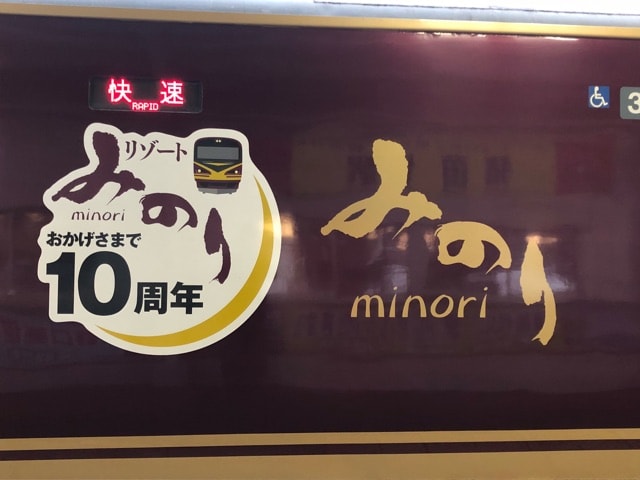 快速
RAPID
3
リゾート
みのり
minori
おかげさまで
10周年
みのり
minori